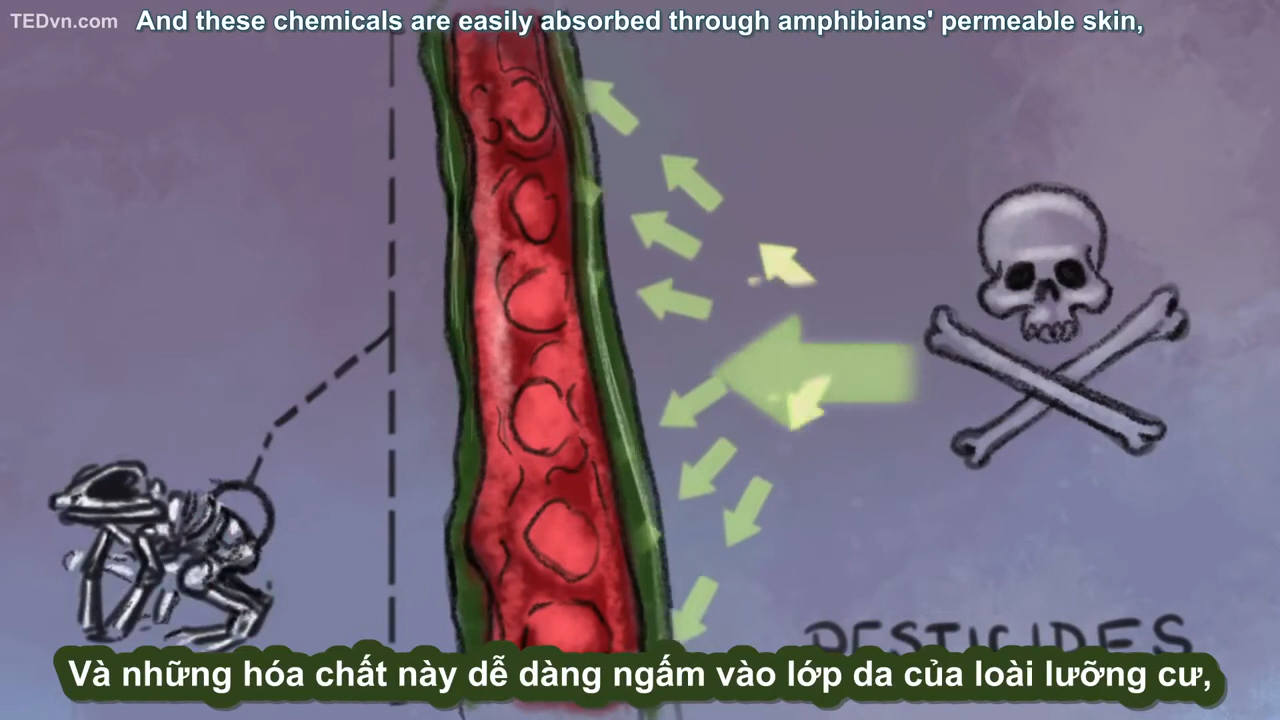 TEDvn.com
And these chemicals are easily absorbed through amphibians' permeable skin,
PESTICIDES
Và những hóa chất này dễ dàng ngấm vào lớp da của loài lưỡng cư,